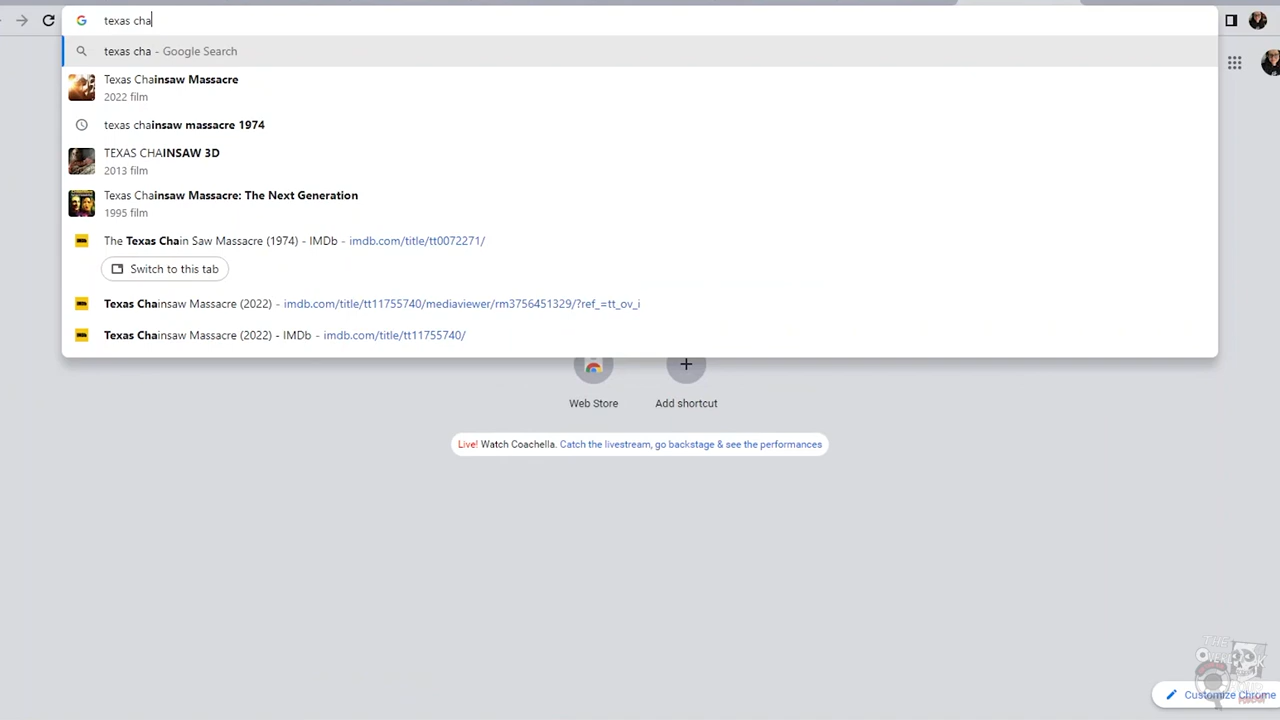 texas cha
texas cha - Google Search
Texas Chainsaw Massacre
2022 film
texas chainsaw massacre 1974
TEXAS CHAINSAW 3D
2013 film
Texas Chainsaw Massacre: The Next Generation
1995 film
The Texas Chain Saw Massacre (1974) - IMDb - imdb.com/title/tt0072271/
Switch to this tab
Texas Chainsaw Massacre (2022) - imdb.com/title/tt11755740/mediaviewer/rm3756451329/?ref_=tt_ov_i
Texas Chainsaw Massacre (2022) - IMDb - imdb.com/title/tt11755740/
Web Store
Add shortcut
Live! Watch Coachella. Catch the livestream, go backstage & see the performances
THE
Customize Chrome
PODCAST